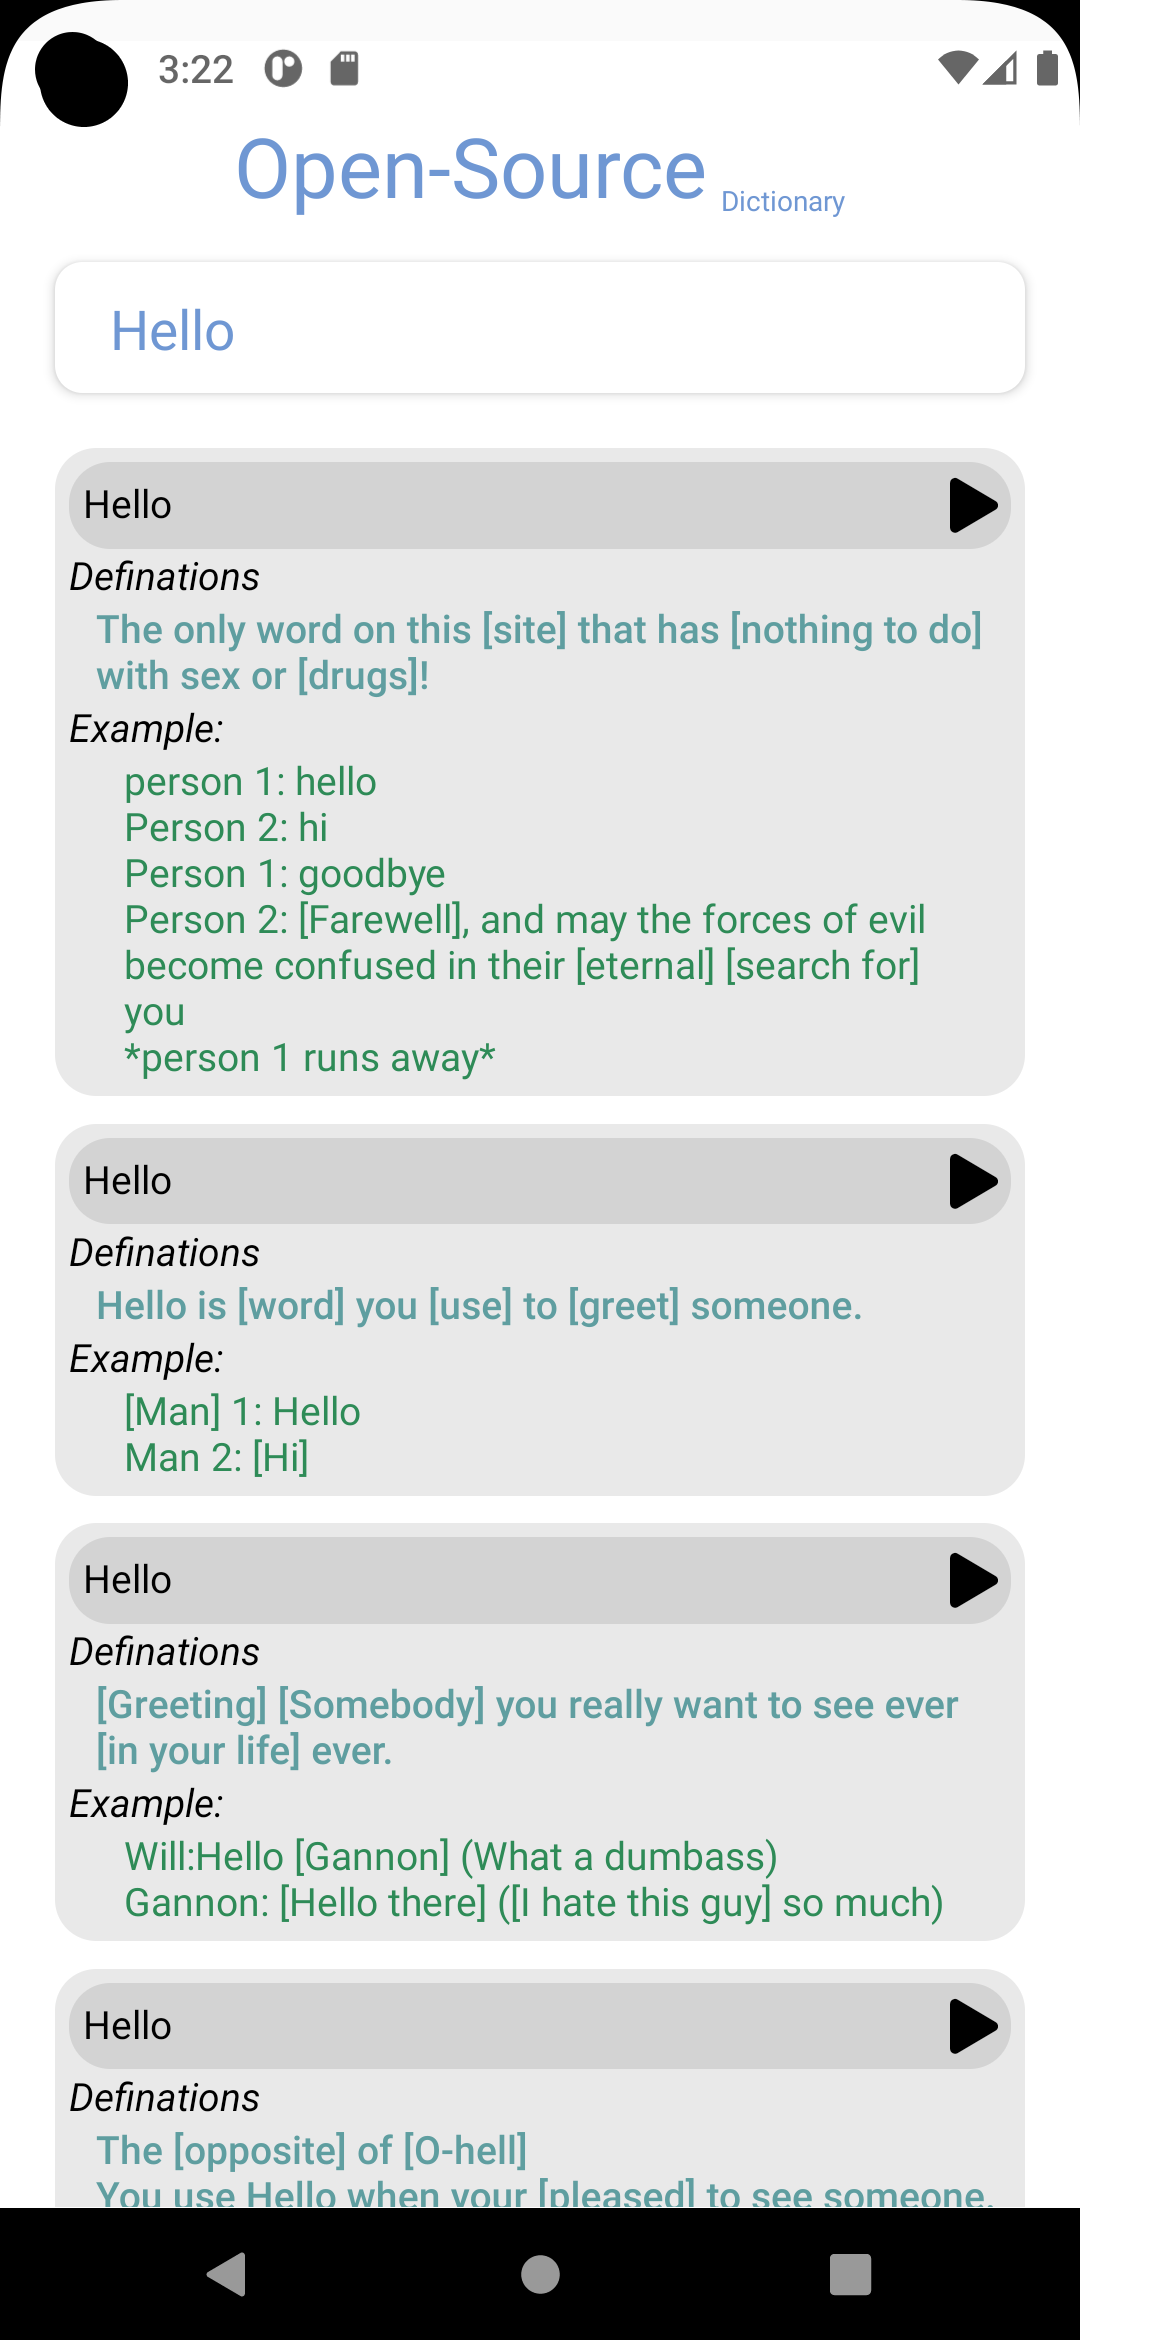 3:22
Open-Source Dictionary
Hello
Hello
Definations
The only word on this [site] that has [nothing to do]
with sex or [drugs]!
Example:
person 1: hello
Person 2: hi
Person 1: goodbye
Person 2: [Farewell], and may the forces of evil
become confused in their [eternal] [search for]
you
*person 1 runs away*
Hello
Definations
Hello is [word] you [use] to [greet] someone.
Example:
[Man] 1: Hello
Man 2: [Hi]
Hello
Definations
[Greeting] [Somebody] you really want to see ever
[in your life] ever.
Example:
Will:Hello [Gannon] (What a dumbass)
Gannon: [Hello there] ([I hate this guy] so much)
Hello
Definations
The [opposite] of [O-hell]
You use Hello when your [pleased] to see someone.